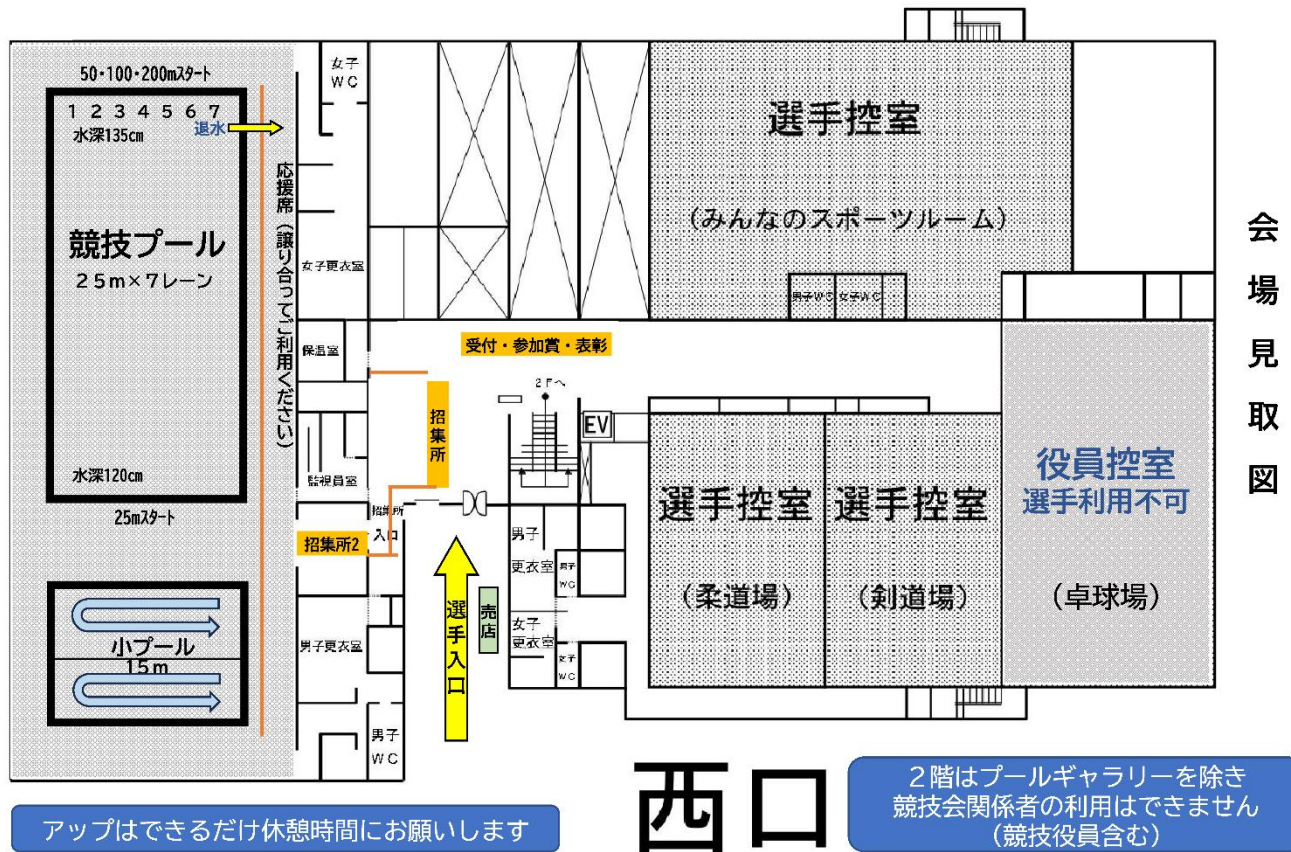 50・100・200mスタート
1 2 3 4 5 6 7
水深135cm
退水
競技プール
25m×7レーン
水深120cm
25mスタート
小プール
15m
応援席（譲り合ってご利用ください）
女子
WC
女子更衣室
保温室
監視員室
招集所
入口
招集所2
男子更衣室
男子
WC
受付・参加賞・表彰
招集所
2Fへ
EV
選手入口
売店
男子
更衣室
男子
WC
女子
更衣室
女子
WC
選手控室
（みんなのスポーツルーム）
男子WC
女子WC
選手控室
（柔道場）
選手控室
（剣道場）
役員控室
選手利用不可
（卓球場）
会場見取図
西口
アップはできるだけ休憩時間にお願いします
２階はプールギャラリーを除き
競技会関係者の利用はできません
（競技役員含む）